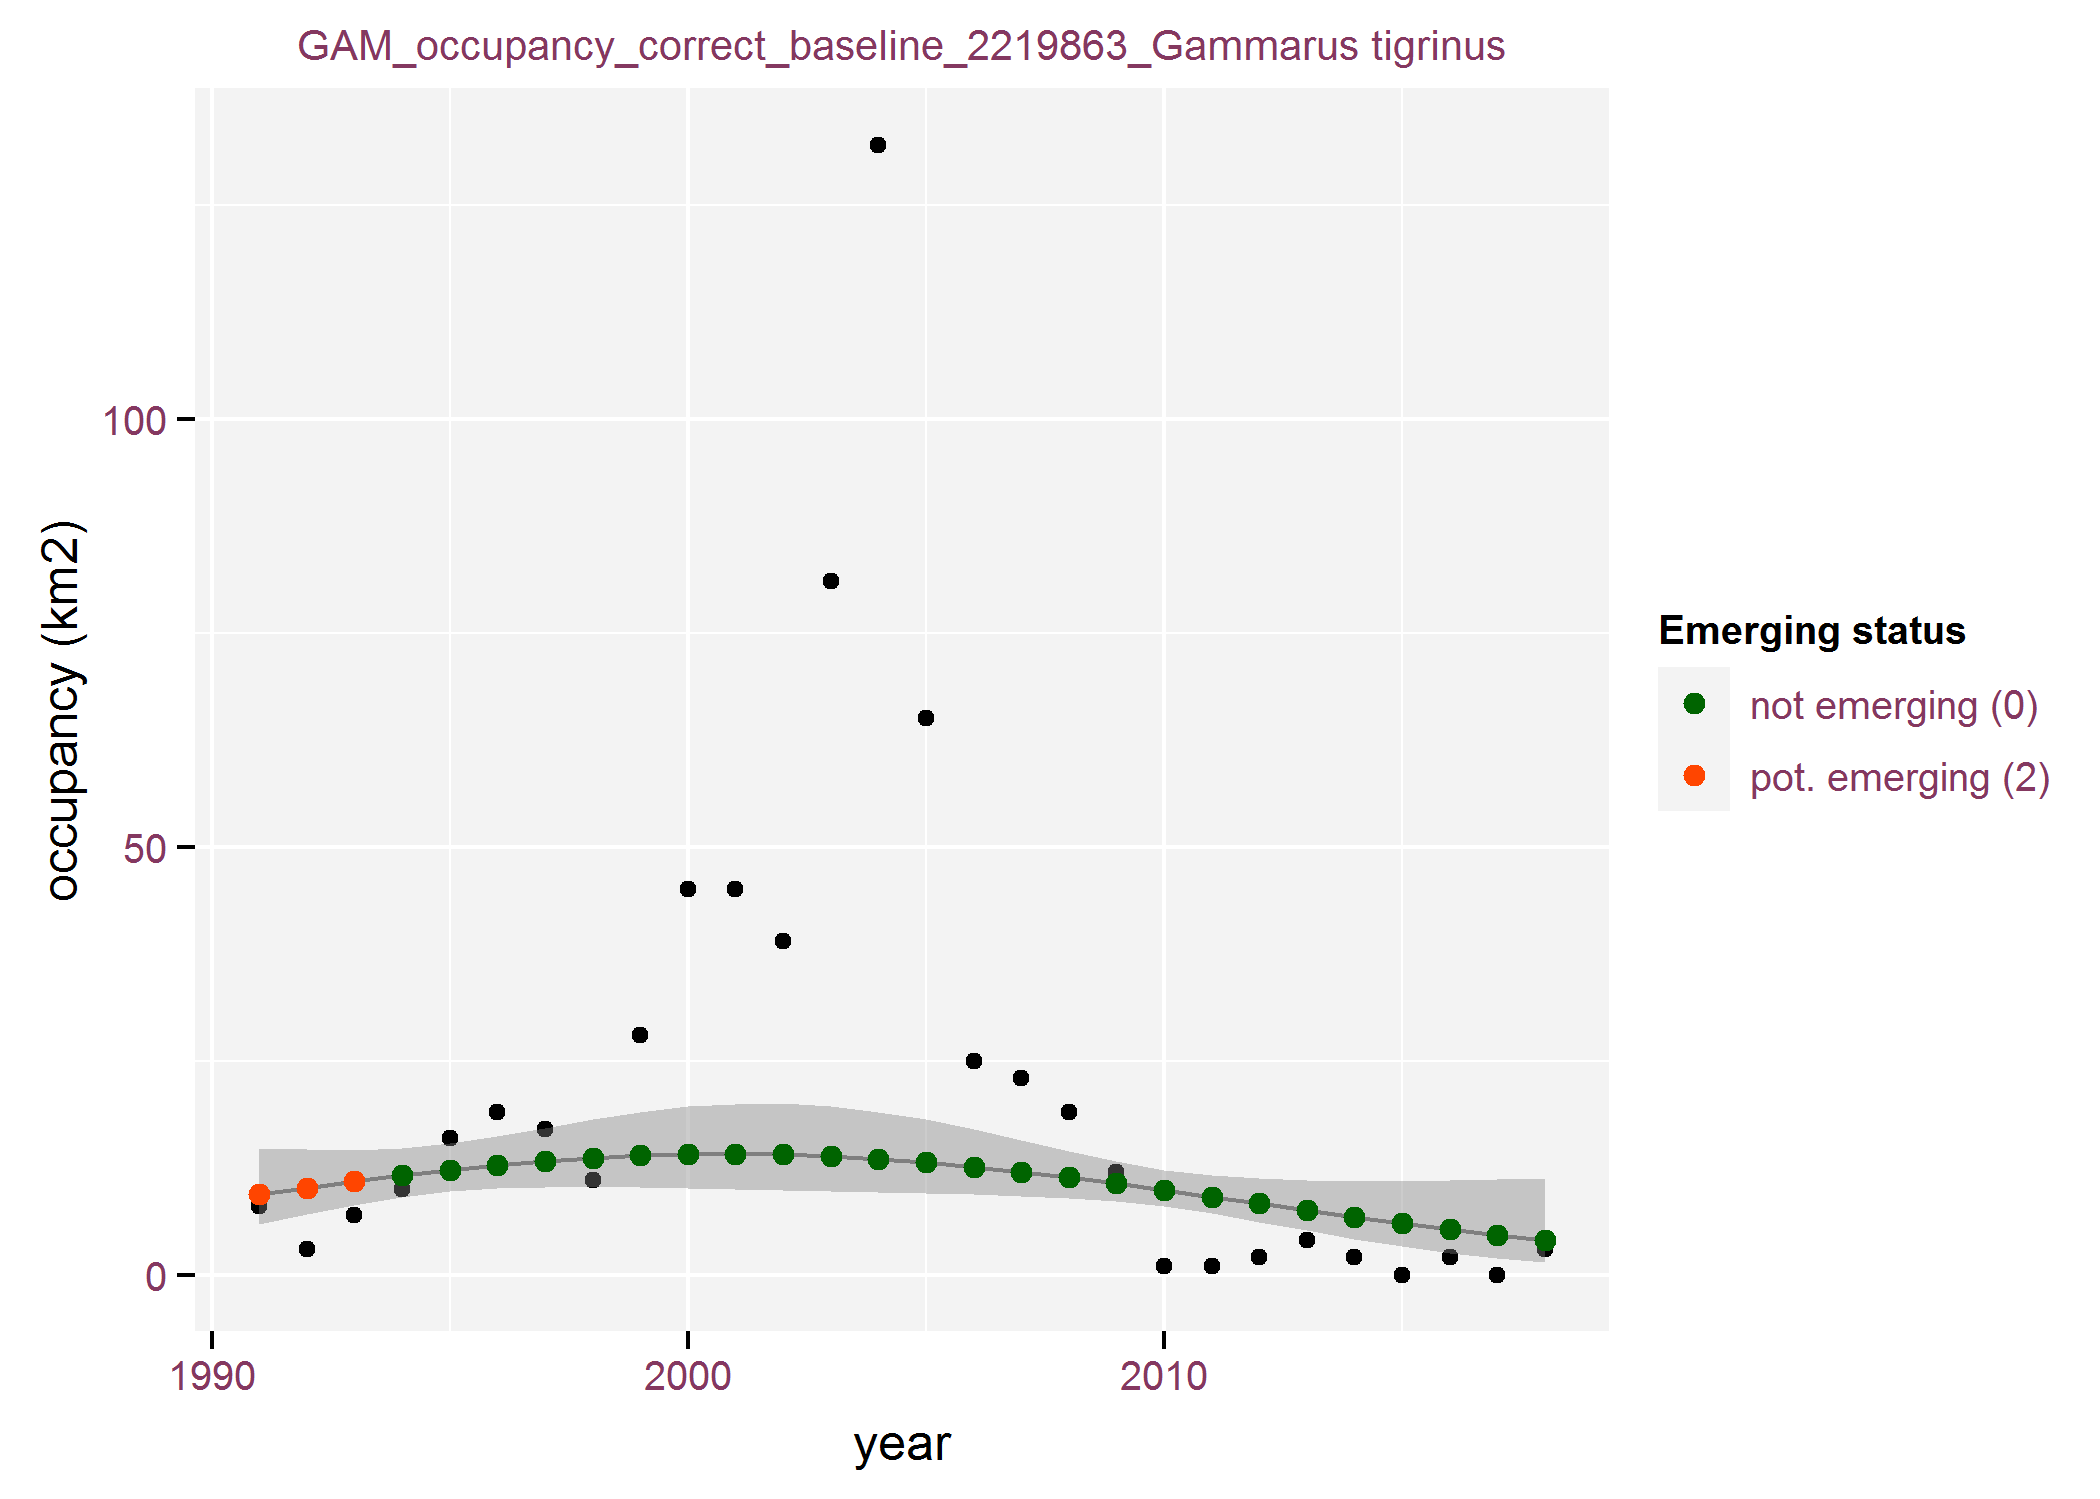 GAM_occupancy_correct_baseline_2219863_Gammarus tigrinus
occupancy (km2)
100
50
0
1990
2000
2010
year
Emerging status
not emerging (0)
pot. emerging (2)